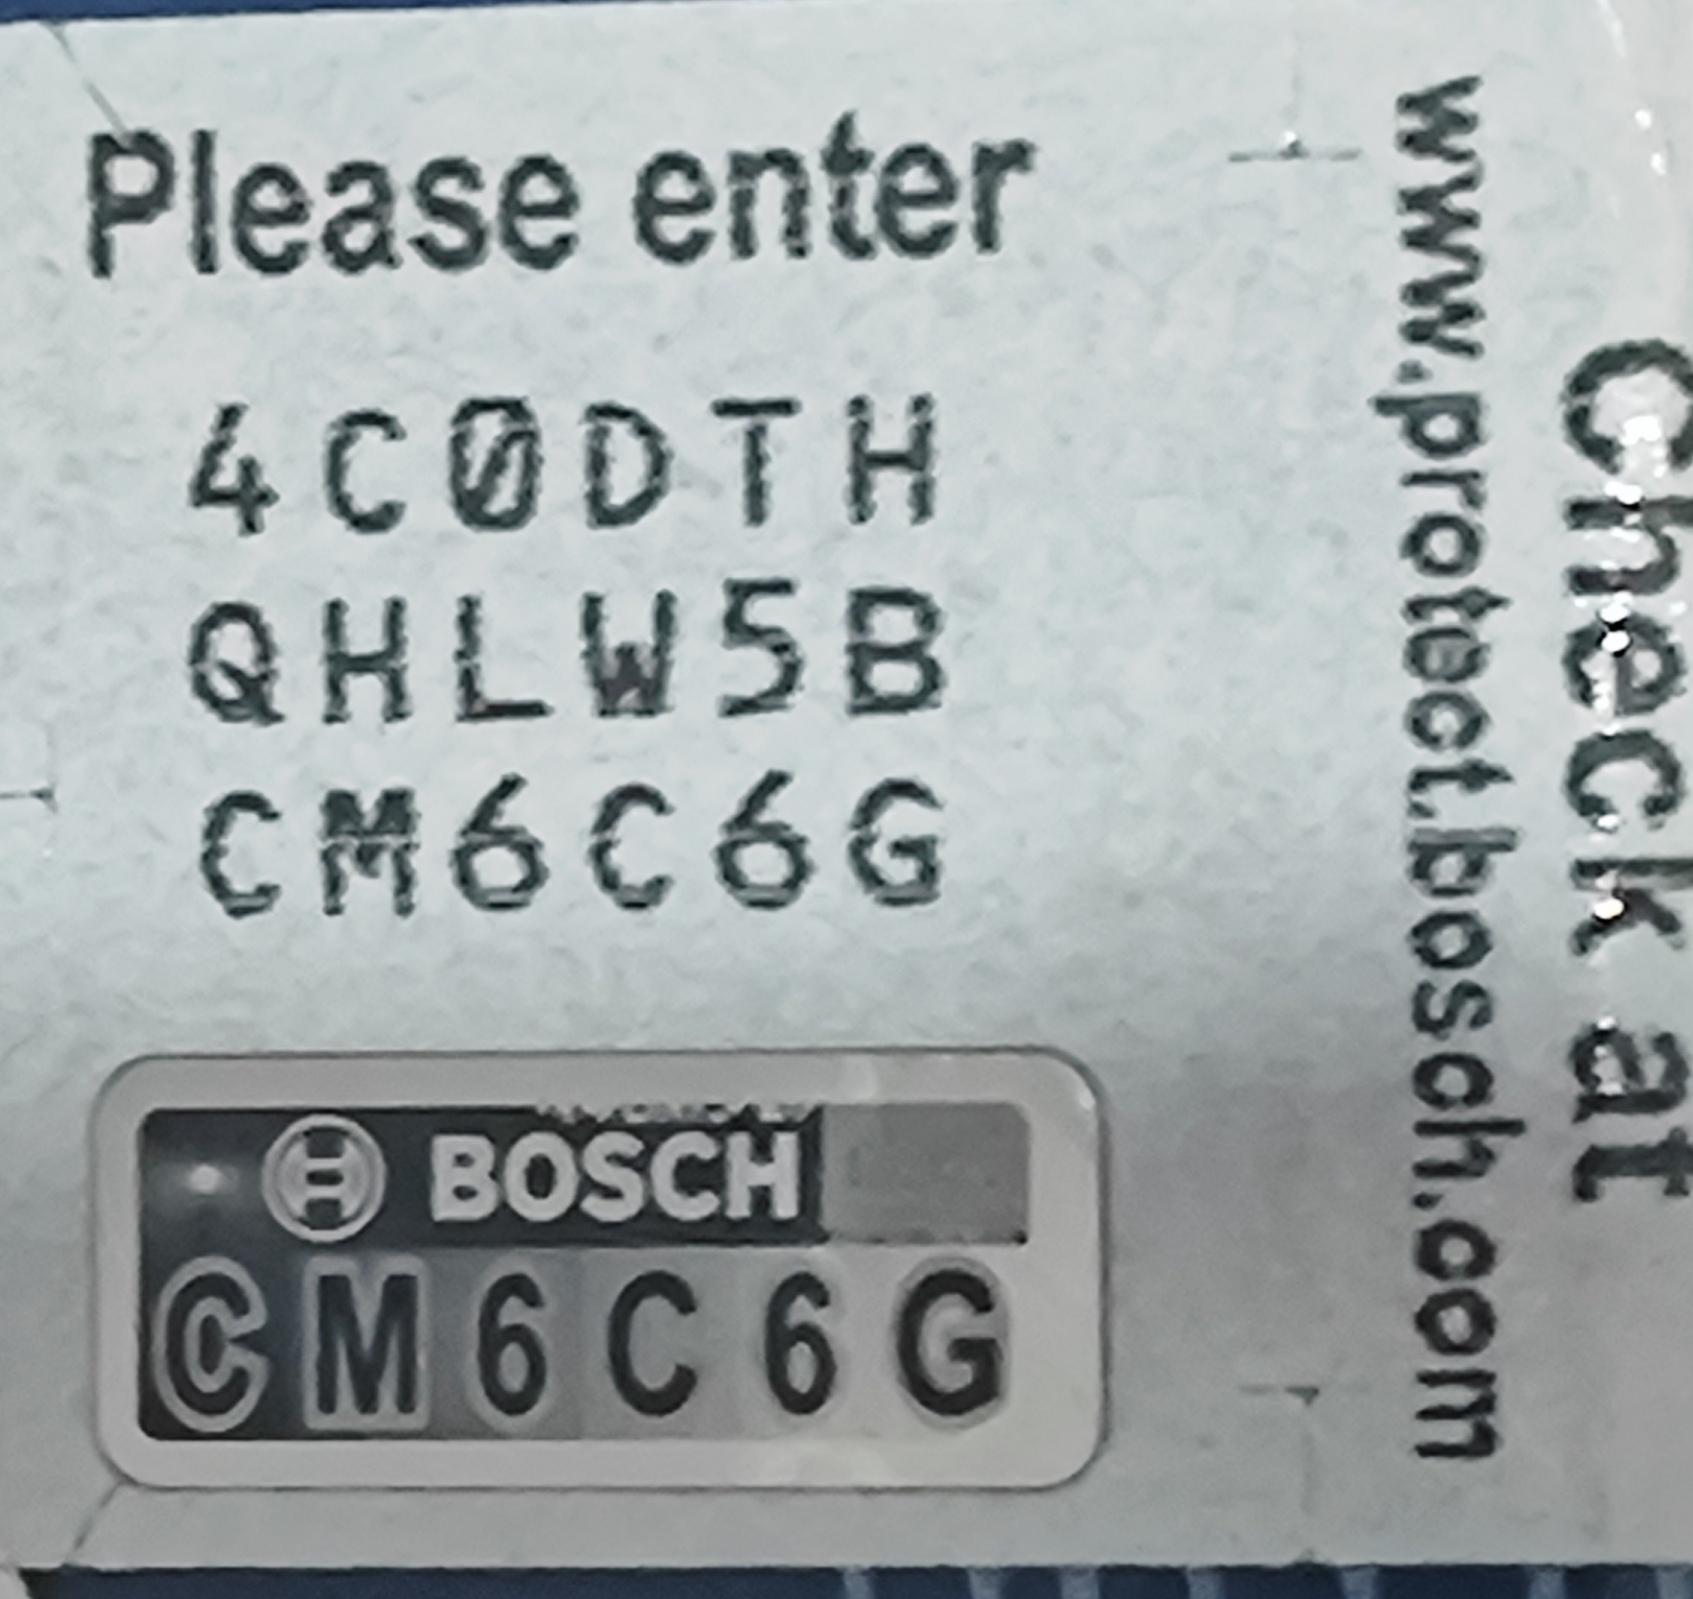 Please enter
4C0DTH
QHLW5B
CM6C6G
BOSCH
CM6C6G
Check at
www.protect.bosch.com